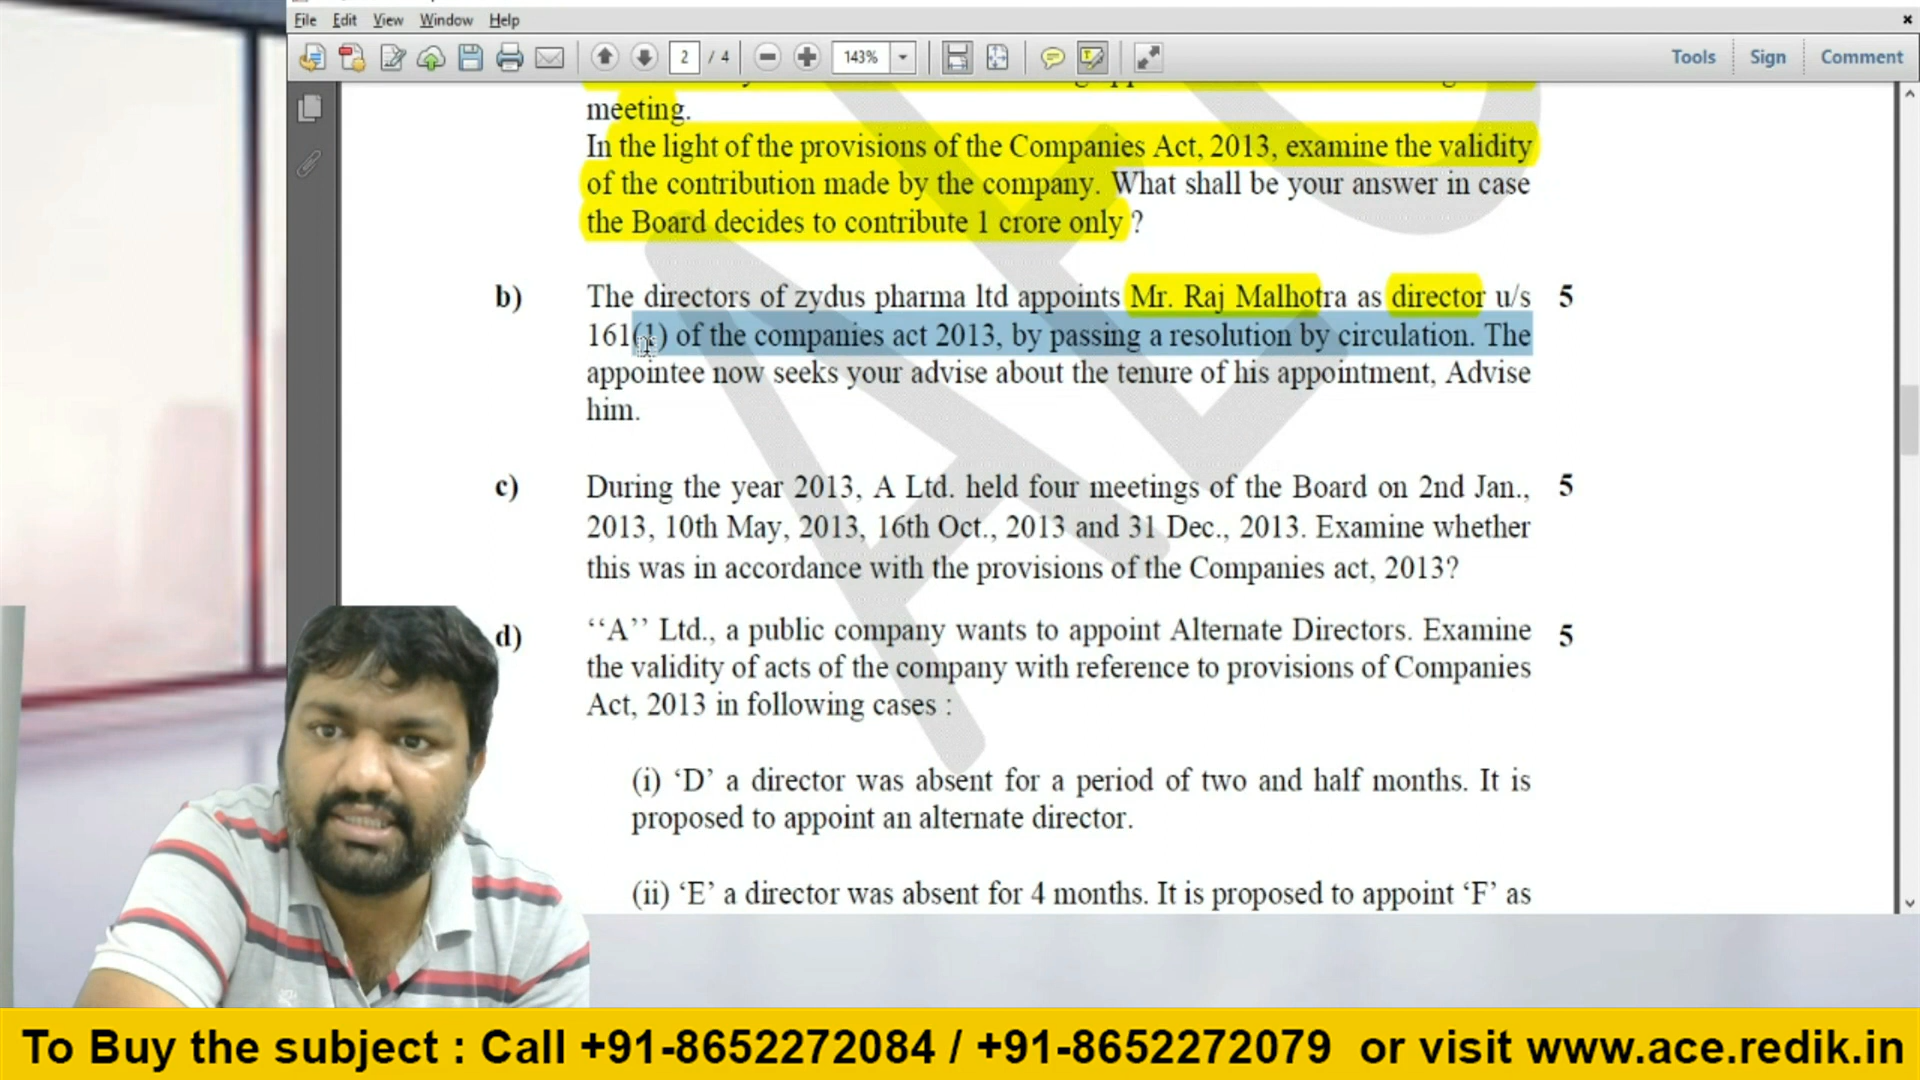 File Edit View Window Help
2 / 4 143% Tools Sign Comment
meeting.
In the light of the provisions of the Companies Act, 2013, examine the validity
of the contribution made by the company. What shall be your answer in case
the Board decides to contribute 1 crore only ?
b) The directors of zydus pharma ltd appoints Mr. Raj Malhotra as director u/s 5
161(1) of the companies act 2013, by passing a resolution by circulation. The
appointee now seeks your advise about the tenure of his appointment, Advise
him.
c) During the year 2013, A Ltd. held four meetings of the Board on 2nd Jan., 5
2013, 10th May, 2013, 16th Oct., 2013 and 31 Dec., 2013. Examine whether
this was in accordance with the provisions of the Companies act, 2013?
d) ‘‘A’’ Ltd., a public company wants to appoint Alternate Directors. Examine 5
the validity of acts of the company with reference to provisions of Companies
Act, 2013 in following cases :
(i) ‘D’ a director was absent for a period of two and half months. It is
proposed to appoint an alternate director.
(ii) ‘E’ a director was absent for 4 months. It is proposed to appoint ‘F’ as
To Buy the subject : Call +91-8652272084 / +91-8652272079 or visit www.ace.redik.in